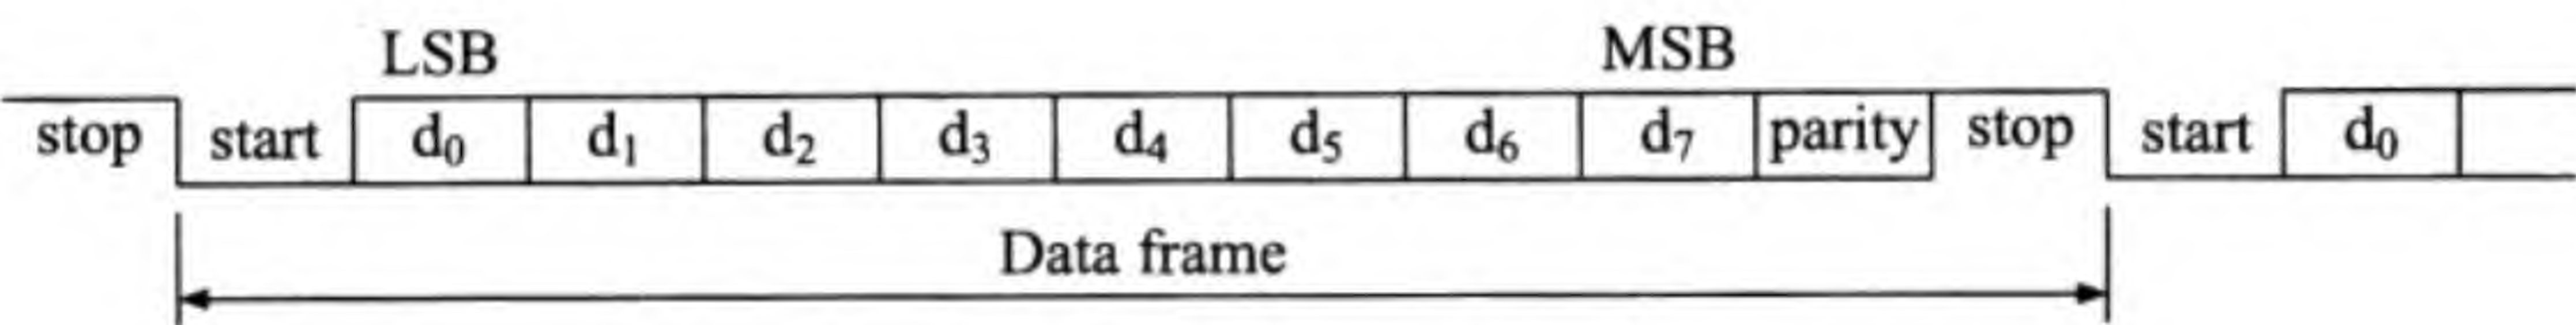 LSB MSB
stop start d₀ d₁ d₂ d₃ d₄ d₅ d₆ d₇ parity stop start d₀
Data frame